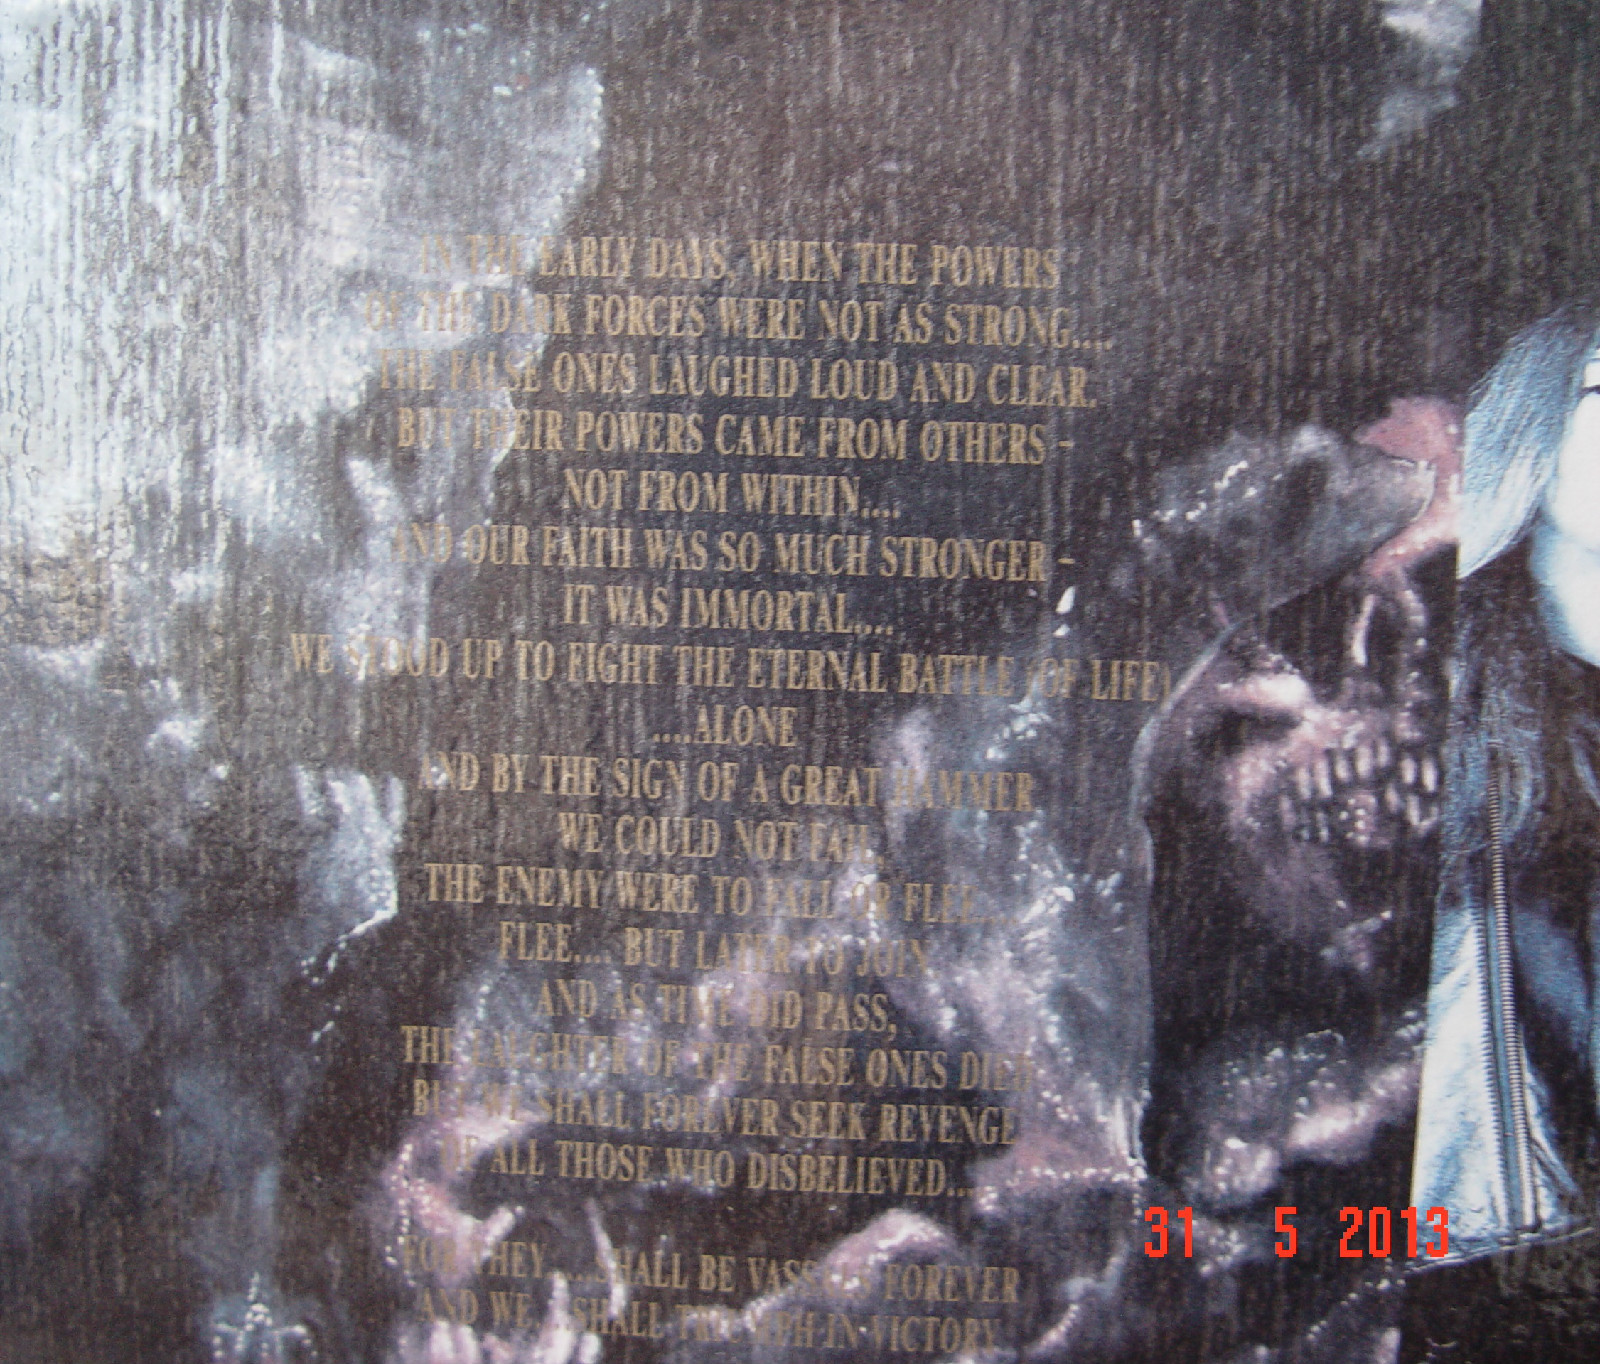 IN THE EARLY DAYS, WHEN THE POWERS
OF THE DARK FORCES WERE NOT AS STRONG....
THE FALSE ONES LAUGHED LOUD AND CLEAR.
BUT THEIR POWERS CAME FROM OTHERS -
NOT FROM WITHIN....
AND OUR FAITH WAS SO MUCH STRONGER -
IT WAS IMMORTAL....
WE STOOD UP TO FIGHT THE ETERNAL BATTLE (OF LIFE)
....ALONE
AND BY THE SIGN OF A GREAT HAMMER
WE COULD NOT FAIL,
THE ENEMY WERE TO FALL OR FLEE....
FLEE.... BUT LATER TO JOIN
AND AS TIME DID PASS,
THE LAUGHTER OF THE FALSE ONES DIED
BUT WE SHALL FOREVER SEEK REVENGE
ALL THOSE WHO DISBELIEVED....
FOR THEY.....SHALL BE VASSALS FOREVER
AND WE...SHALL TRIUMPH IN VICTORY
31 5 2013